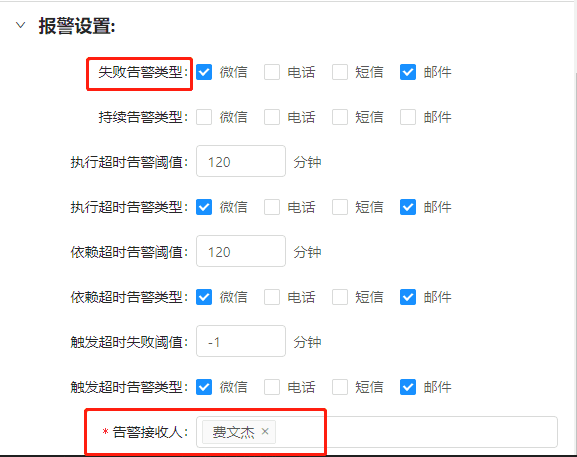 报警设置:
失败告警类型: 微信 电话 短信 邮件
持续告警类型: 微信 电话 短信 邮件
执行超时告警阈值: 120 分钟
执行超时告警类型: 微信 电话 短信 邮件
依赖超时告警阈值: 120 分钟
依赖超时告警类型: 微信 电话 短信 邮件
触发超时失败阈值: -1 分钟
触发超时告警类型: 微信 电话 短信 邮件
* 告警接收人: 费文杰 ×